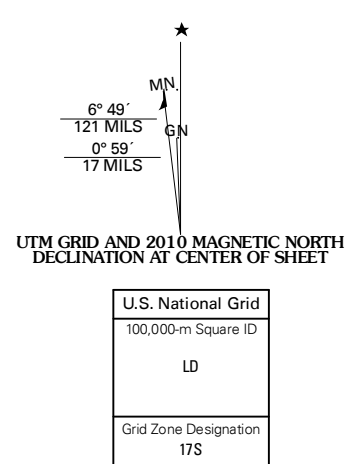 ★
MN
6° 49´
121 MILS
GN
0° 59´
17 MILS
UTM GRID AND 2010 MAGNETIC NORTH
DECLINATION AT CENTER OF SHEET
U.S. National Grid
100,000-m Square ID
LD
Grid Zone Designation
17S